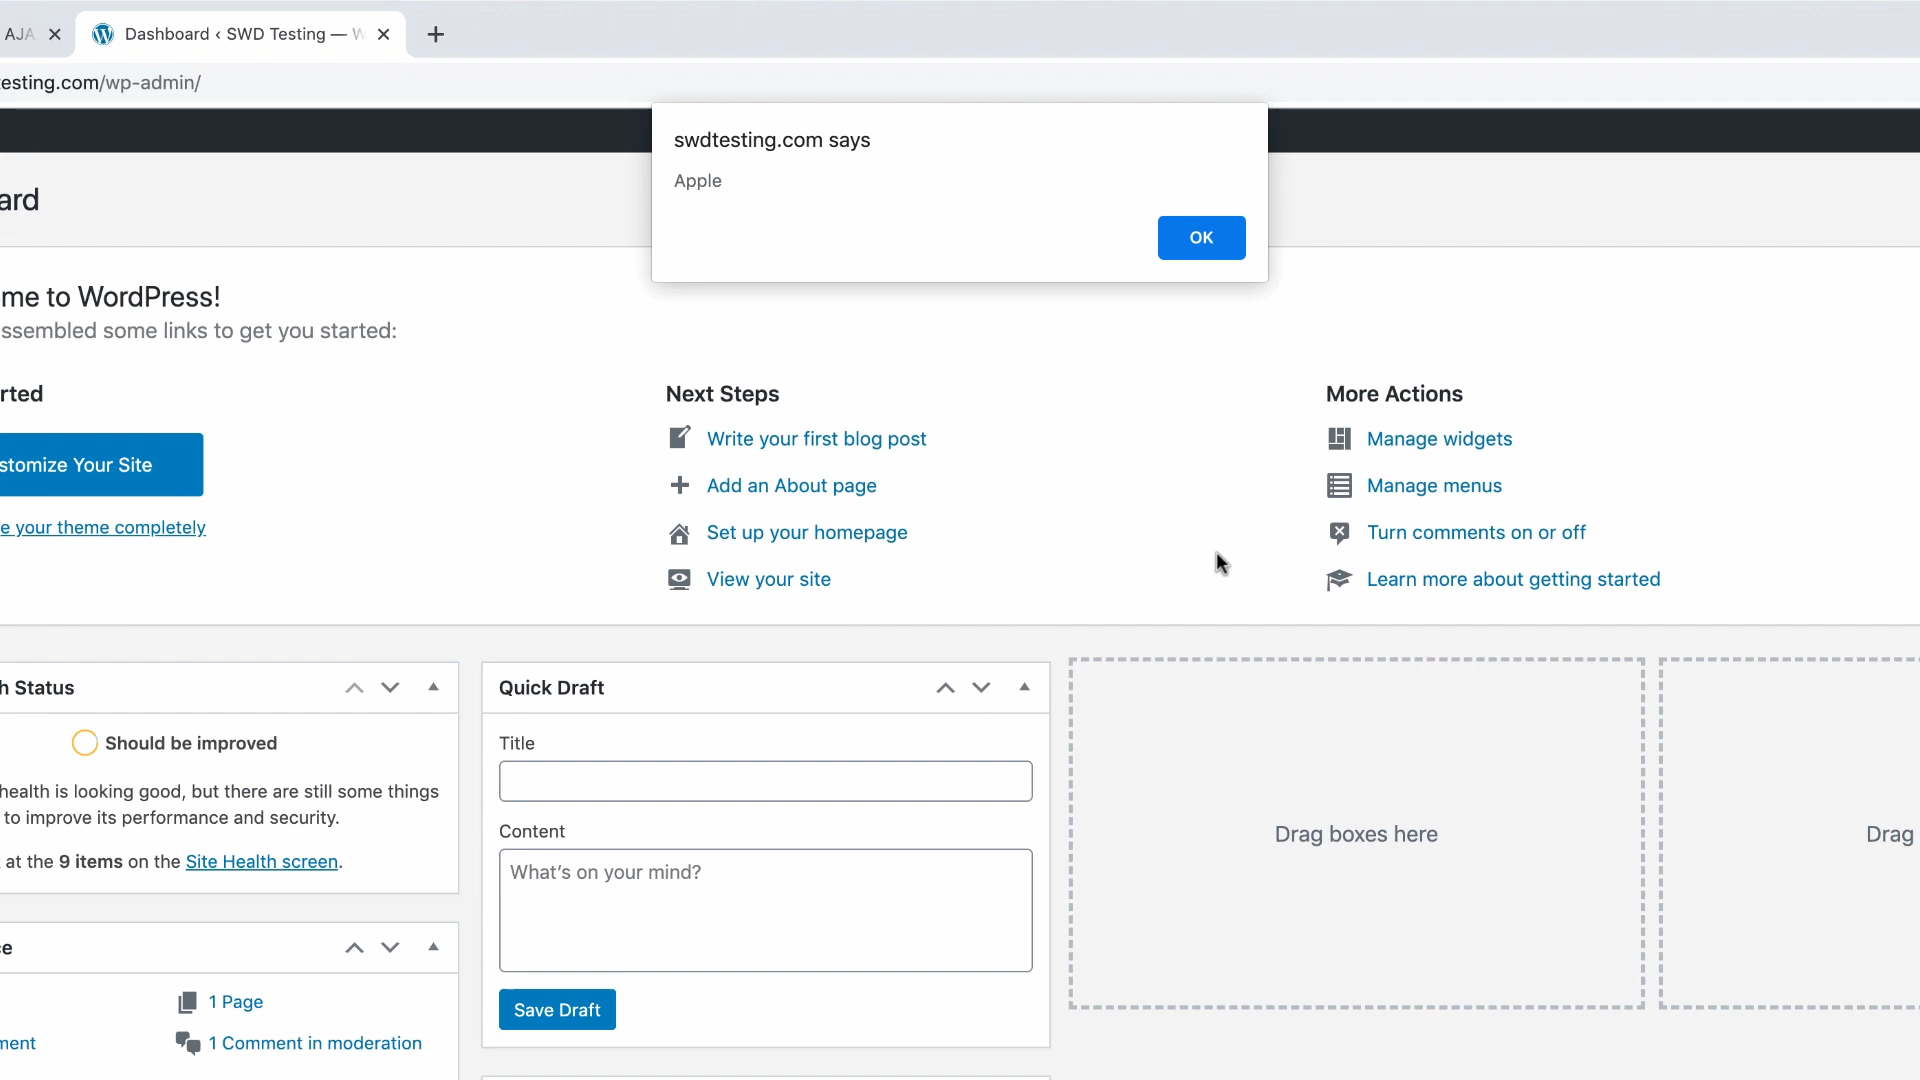 AJA
Dashboard ‹ SWD Testing — W
esting.com/wp-admin/
swdtesting.com says
Apple
OK
ard
me to WordPress!
ssembled some links to get you started:
rted
stomize Your Site
e your theme completely
Next Steps
Write your first blog post
Add an About page
Set up your homepage
View your site
More Actions
Manage widgets
Manage menus
Turn comments on or off
Learn more about getting started
h Status
Should be improved
health is looking good, but there are still some things
to improve its performance and security.
at the 9 items on the Site Health screen.
Quick Draft
Title
Content
What's on your mind?
Save Draft
Drag boxes here
Drag
e
1 Page
ment
1 Comment in moderation